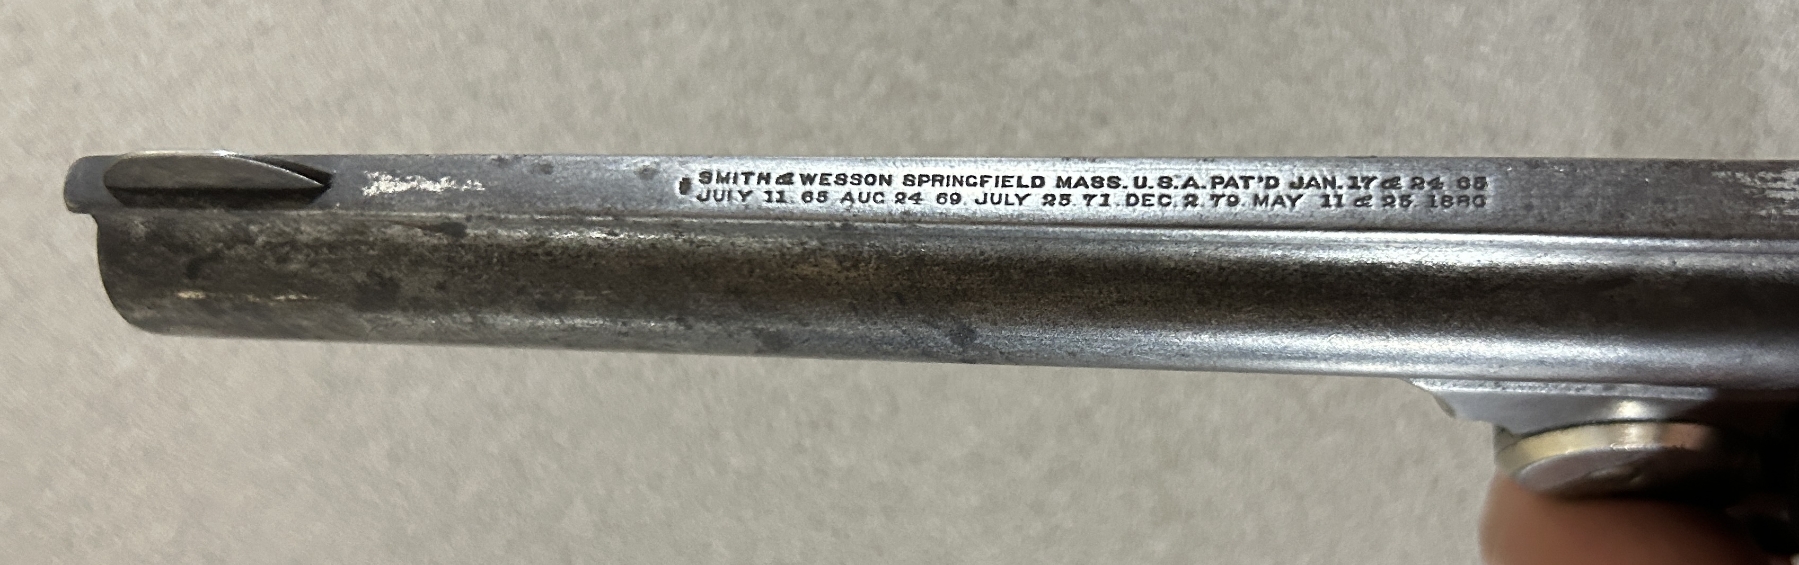 SMITH & WESSON SPRINGFIELD MASS. U.S.A. PAT'D JAN. 17 & 24 65
JULY 11 65 AUG 24 69 JULY 25 71 DEC. 2 79 MAY 11 & 25 1880